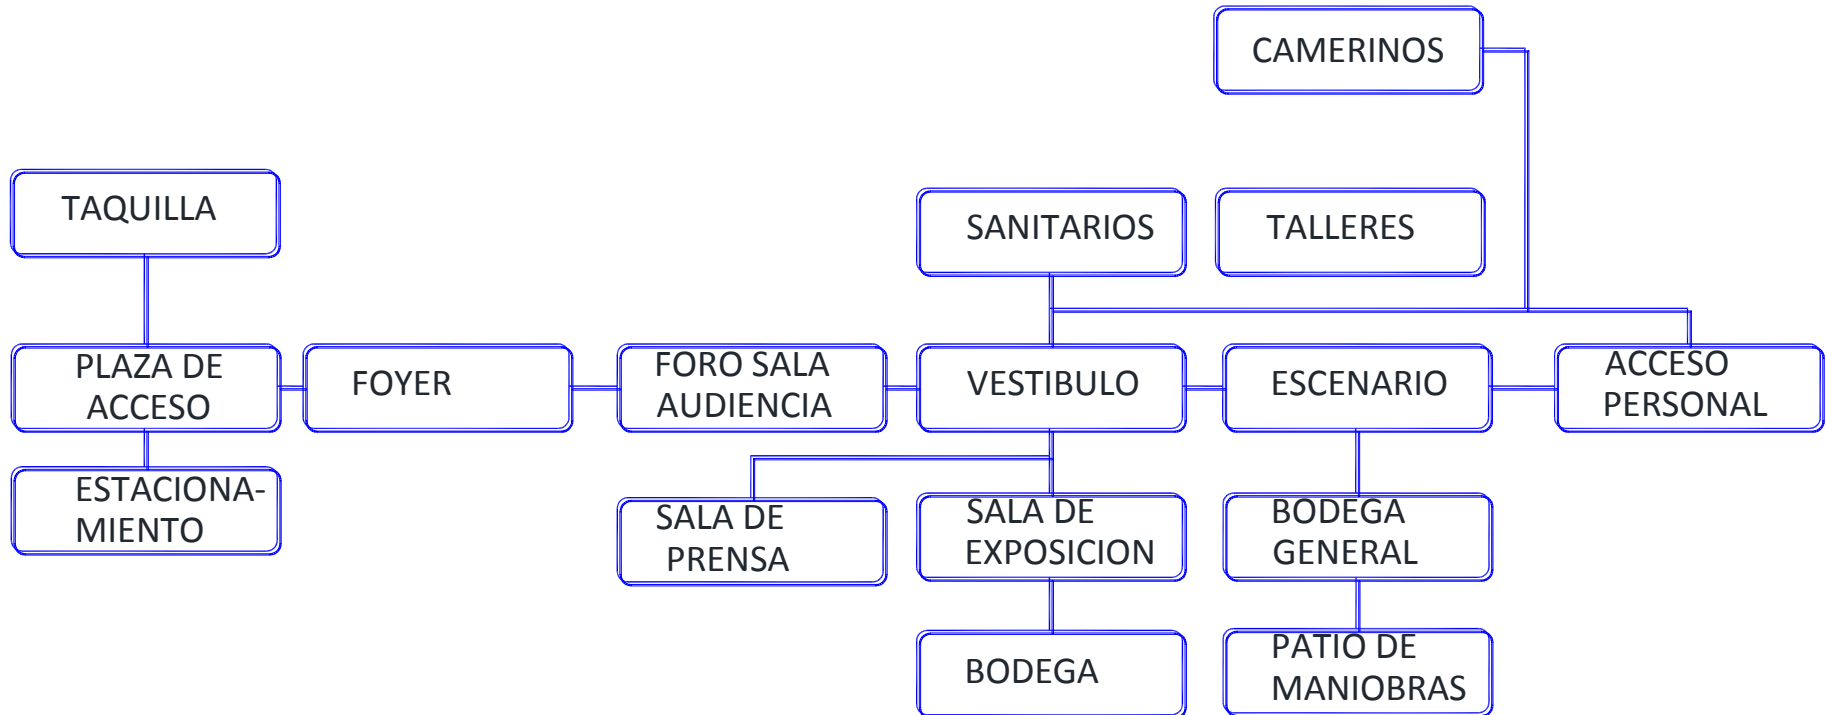 CAMERINOS
TAQUILLA
SANITARIOS
TALLERES
PLAZA DE
ACCESO
FOYER
FORO SALA
AUDIENCIA
VESTIBULO
ESCENARIO
ACCESO
PERSONAL
ESTACIONA-
MIENTO
SALA DE
PRENSA
SALA DE
EXPOSICION
BODEGA
GENERAL
BODEGA
PATIO DE
MANIOBRAS